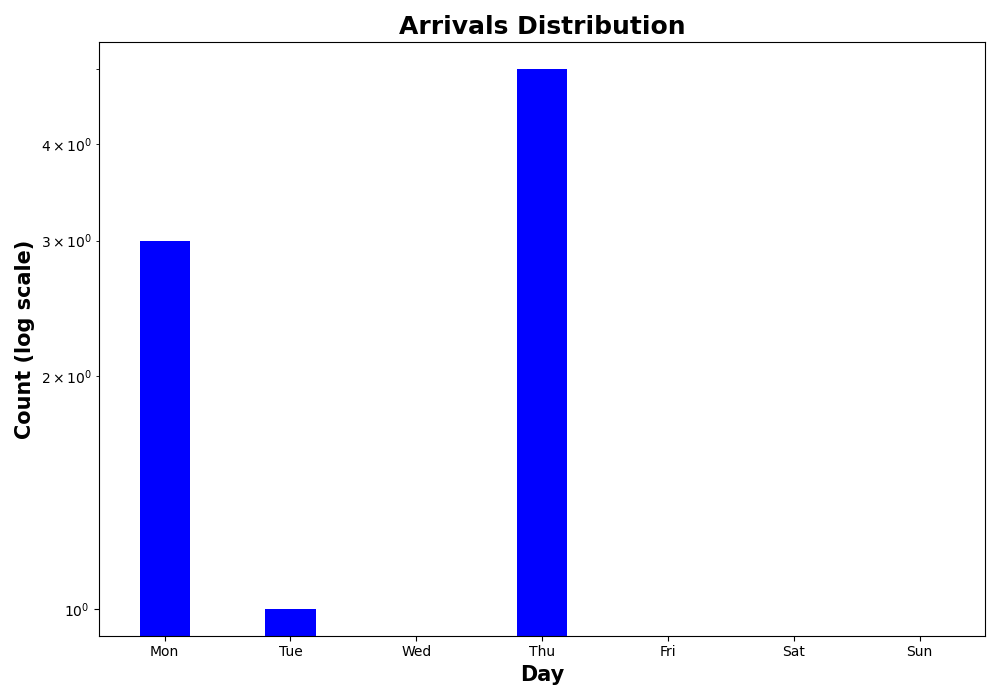 Arrivals Distribution
Count (log scale)
4 × 10⁰
3 × 10⁰
2 × 10⁰
10⁰
Mon Tue Wed Thu Fri Sat Sun
Day